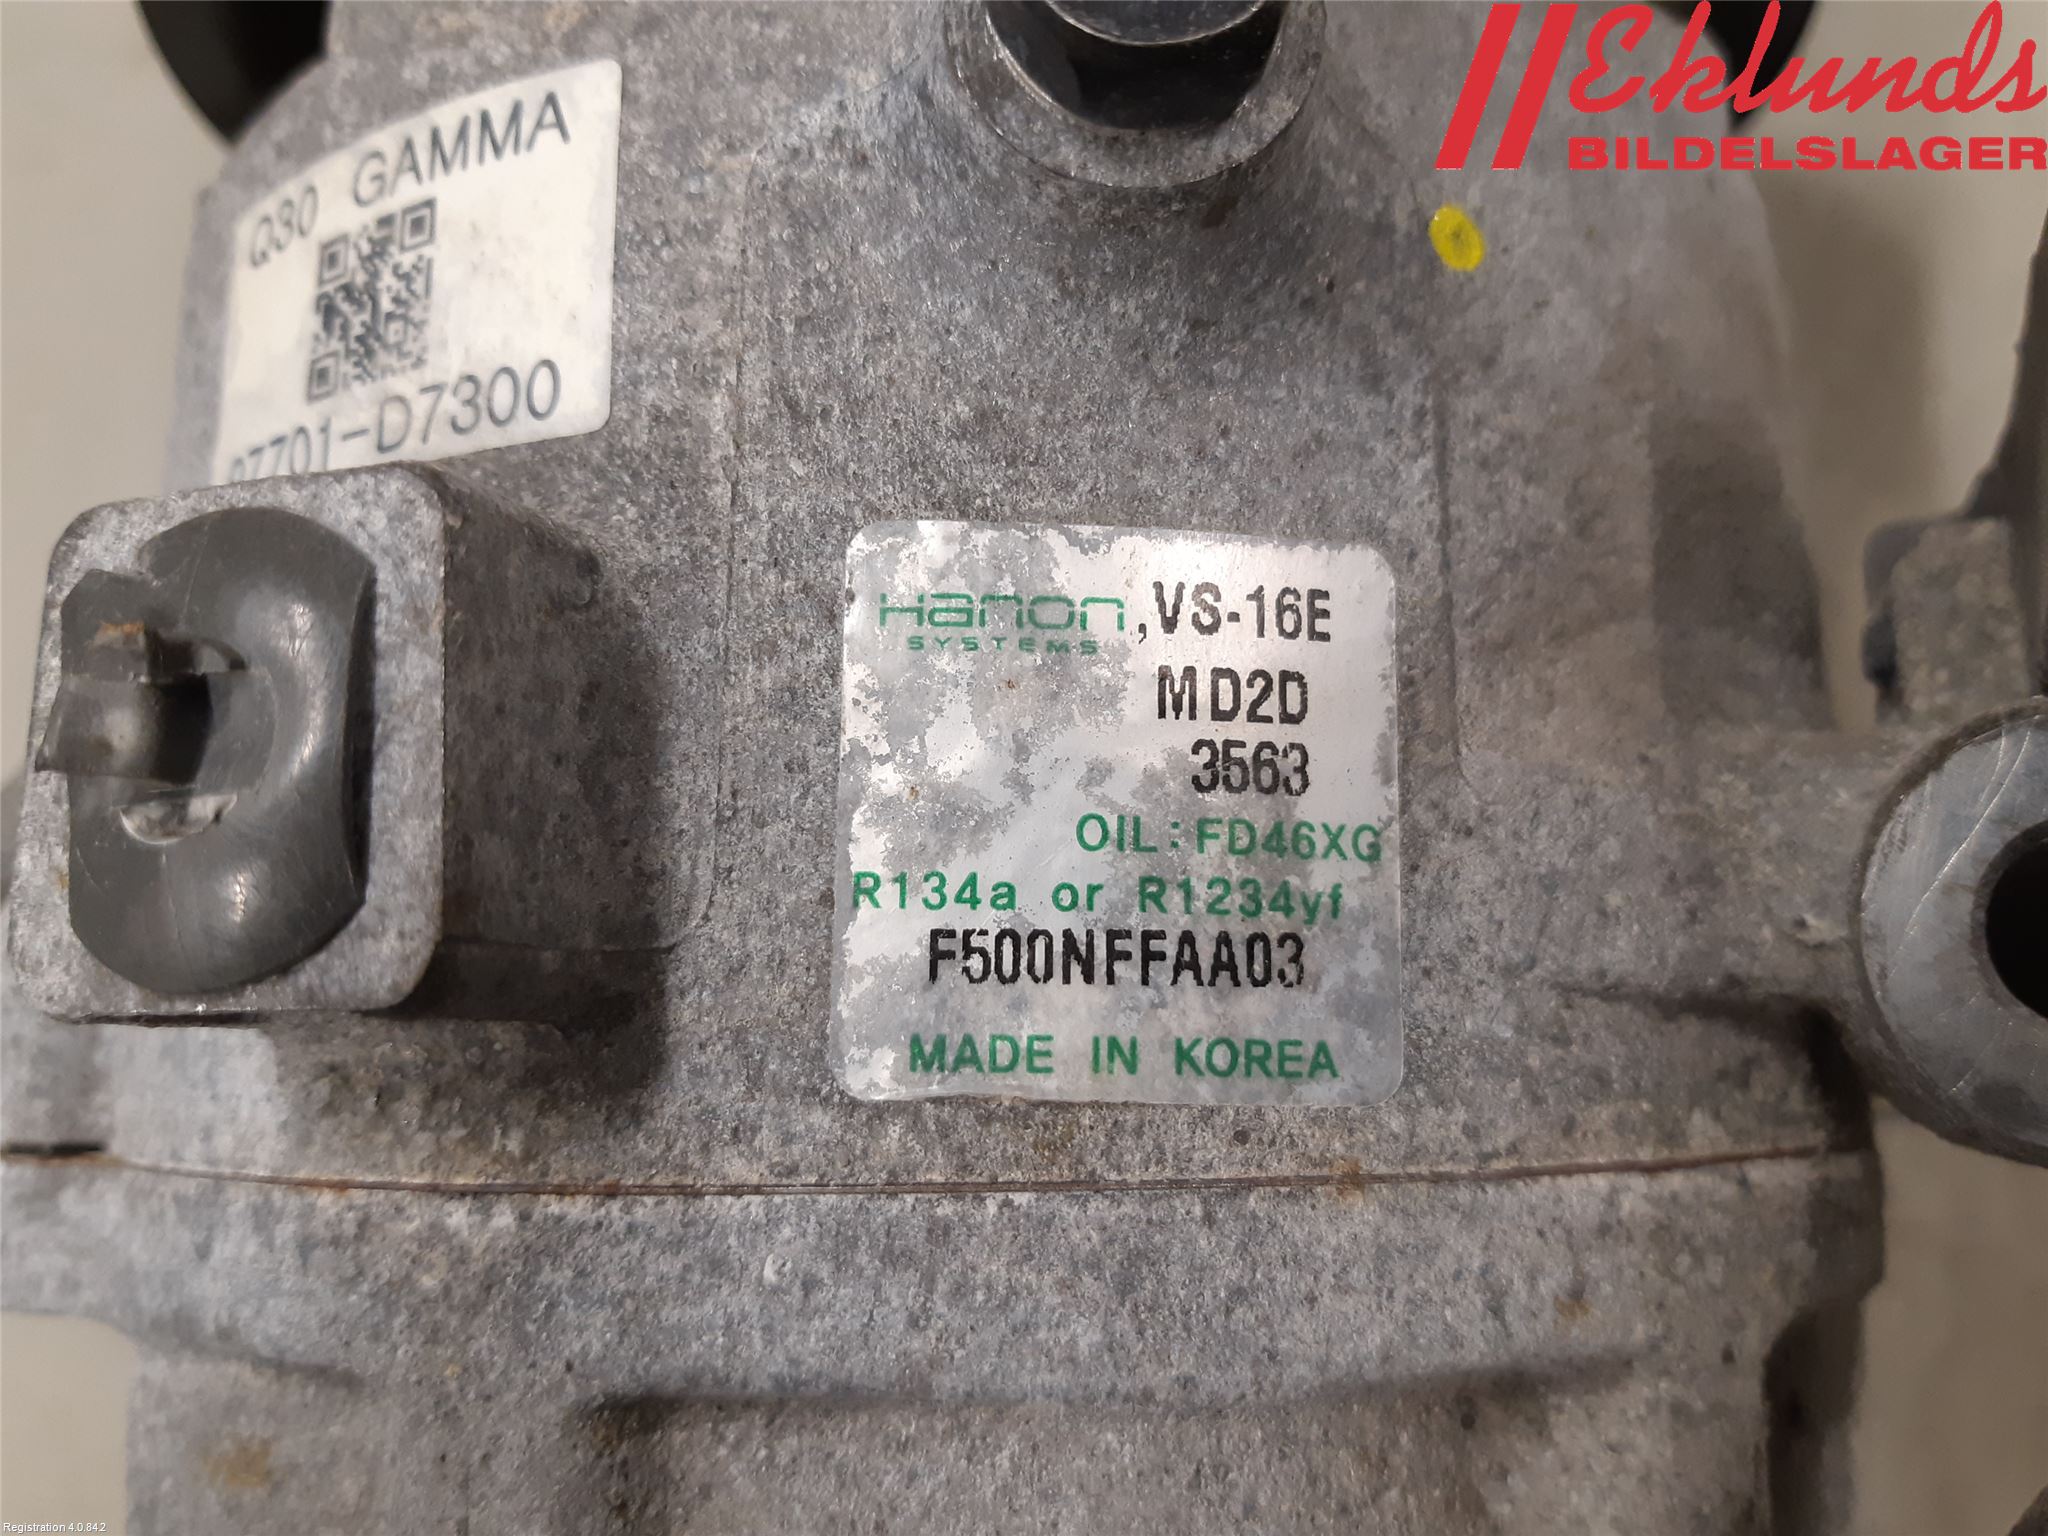 Eklunds
BILDELSLAGER
Q30 GAMMA
97701-D7300
Hanon
SYSTEMS
,VS-16E
MD2D
3563
OIL:FD46XG
R134a or R1234yf
F500NFFAA03
MADE IN KOREA
Registration 4.0.842